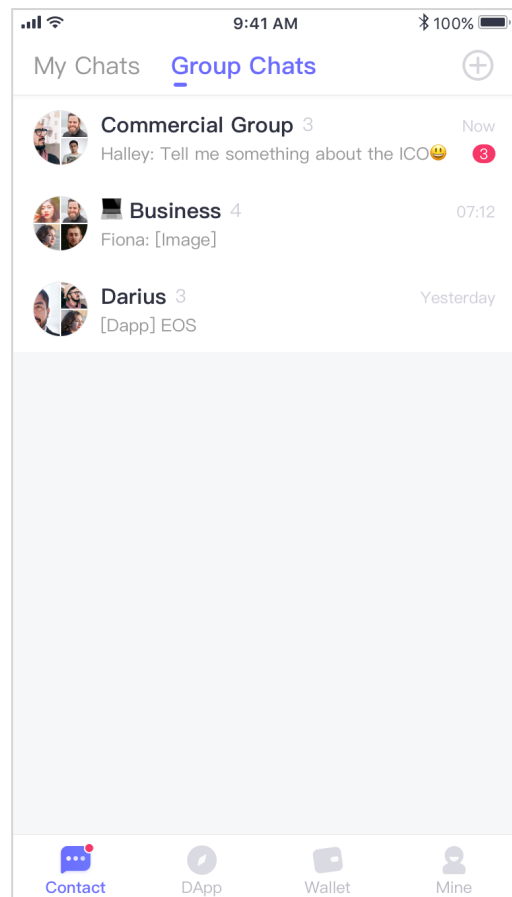 9:41 AM 100%
My Chats Group Chats
Commercial Group 3 Now
Halley: Tell me something about the ICO😃 3
💻 Business 4 07:12
Fiona: [Image]
Darius 3 Yesterday
[Dapp] EOS
Contact DApp Wallet Mine